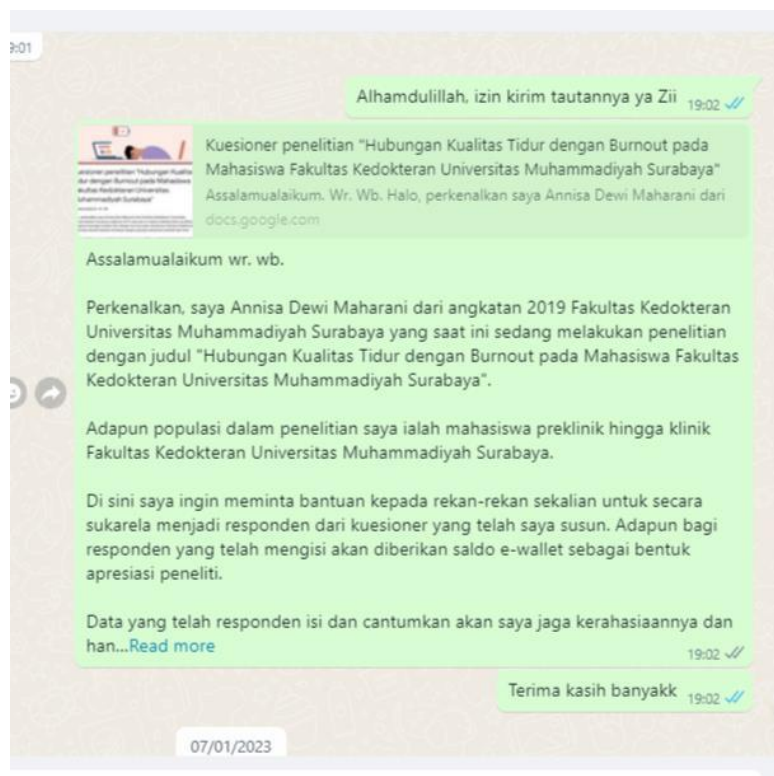 9:01
Alhamdulillah, izin kirim tautannya ya Zii 19:02
Kuesioner penelitian "Hubungan Kualitas Tidur dengan Burnout pada
Mahasiswa Fakultas Kedokteran Universitas Muhammadiyah Surabaya"
Assalamualaikum. Wr. Wb. Halo, perkenalkan saya Annisa Dewi Maharani dari
docs.google.com
Assalamualaikum wr. wb.
Perkenalkan, saya Annisa Dewi Maharani dari angkatan 2019 Fakultas Kedokteran
Universitas Muhammadiyah Surabaya yang saat ini sedang melakukan penelitian
dengan judul "Hubungan Kualitas Tidur dengan Burnout pada Mahasiswa Fakultas
Kedokteran Universitas Muhammadiyah Surabaya".
Adapun populasi dalam penelitian saya ialah mahasiswa preklinik hingga klinik
Fakultas Kedokteran Universitas Muhammadiyah Surabaya.
Di sini saya ingin meminta bantuan kepada rekan-rekan sekalian untuk secara
sukarela menjadi responden dari kuesioner yang telah saya susun. Adapun bagi
responden yang telah mengisi akan diberikan saldo e-wallet sebagai bentuk
apresiasi peneliti.
Data yang telah responden isi dan cantumkan akan saya jaga kerahasiaannya dan
han...Read more
19:02
Terima kasih banyakk 19:02
07/01/2023